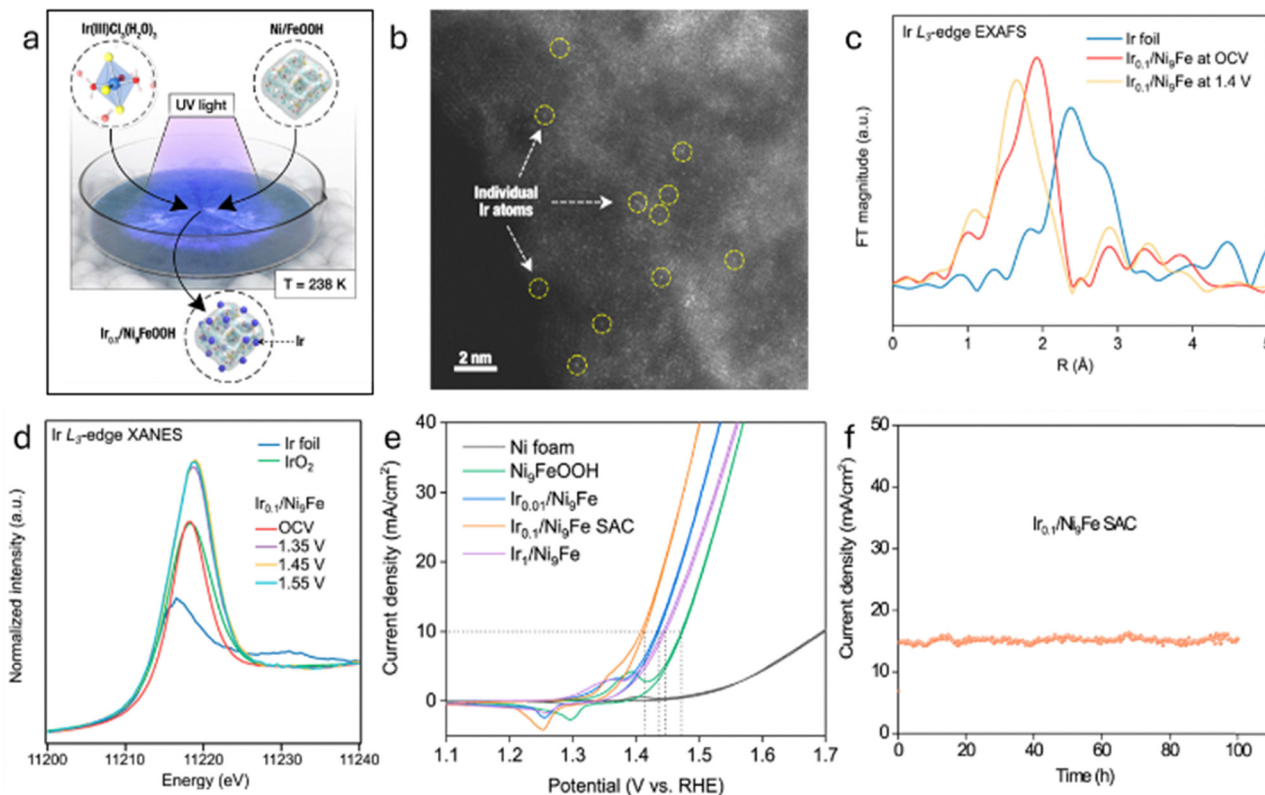 a
Ir(III)Cl3(H2O)3
Ni/FeOOH
UV light
T = 238 K
Ir0.1/Ni9FeOOH
Ir
b
Individual
Ir atoms
2 nm
c
Ir L3-edge EXAFS
Ir foil
Ir0.1/Ni9Fe at OCV
Ir0.1/Ni9Fe at 1.4 V
FT magnitude (a.u.)
0 1 2 3 4 5
R (Å)
d
Ir L3-edge XANES
Ir foil
IrO2
Ir0.1/Ni9Fe
OCV
1.35 V
1.45 V
1.55 V
Normalized intensity (a.u.)
11200 11210 11220 11230 11240
Energy (eV)
e
Ni foam
Ni9FeOOH
Ir0.01/Ni9Fe
Ir0.1/Ni9Fe SAC
Ir1/Ni9Fe
Current density (mA/cm2)
40
30
20
10
0
1.1 1.2 1.3 1.4 1.5 1.6 1.7
Potential (V vs. RHE)
f
Ir0.1/Ni9Fe SAC
Current density (mA/cm2)
50
40
30
20
10
0
0 20 40 60 80 100
Time (h)